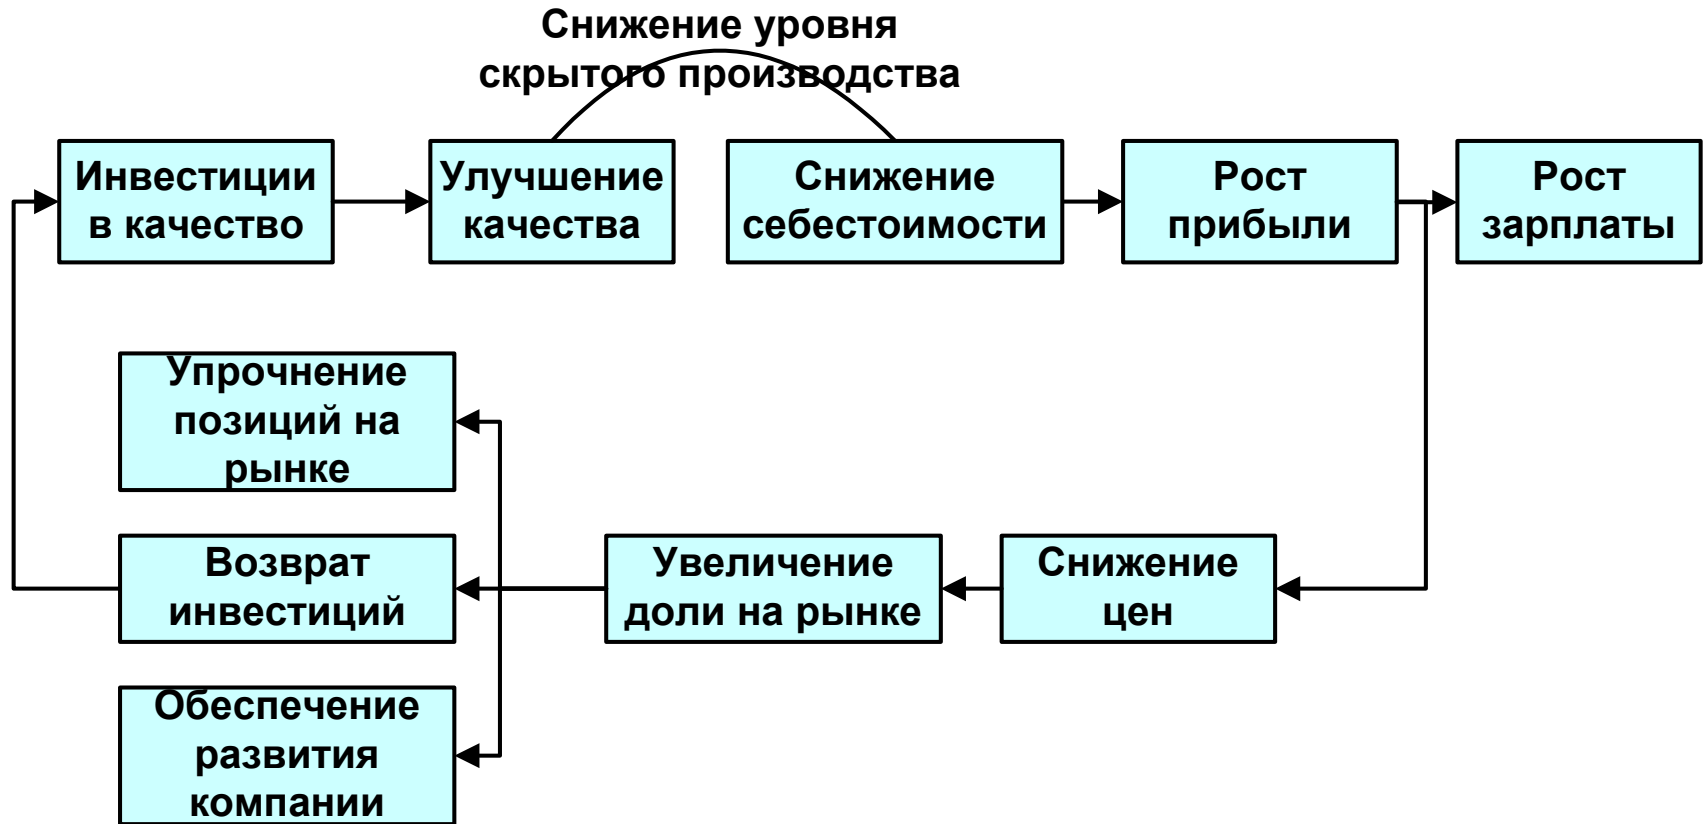 Снижение уровня
скрытого производства
Инвестиции
в качество
Улучшение
качества
Снижение
себестоимости
Рост
прибыли
Рост
зарплаты
Упрочнение
позиций на
рынке
Возврат
инвестиций
Увеличение
доли на рынке
Снижение
цен
Обеспечение
развития
компании